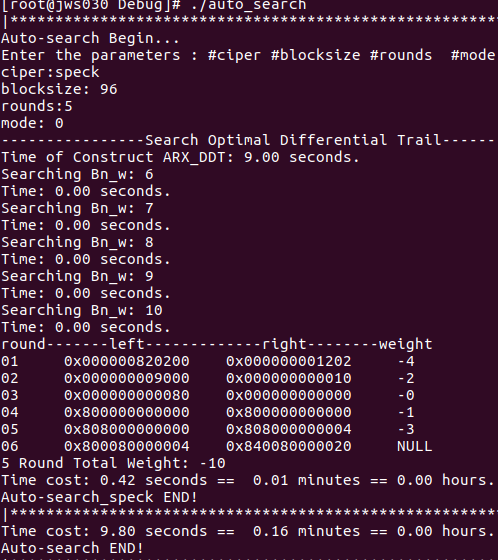 [root@jws030 Debug]# ./auto_search
|************************************************************
Auto-search Begin...
Enter the parameters : #ciper #blocksize #rounds  #mode
ciper:speck
blocksize: 96
rounds:5
mode: 0
----------------Search Optimal Differential Trail------
Time of Construct ARX_DDT: 9.00 seconds.
Searching Bn_w: 6
Time: 0.00 seconds.
Searching Bn_w: 7
Time: 0.00 seconds.
Searching Bn_w: 8
Time: 0.00 seconds.
Searching Bn_w: 9
Time: 0.00 seconds.
Searching Bn_w: 10
Time: 0.00 seconds.
round-------left-------------right--------weight
01     0x000000820200    0x000000001202     -4
02     0x000000009000    0x000000000010     -2
03     0x000000000080    0x000000000000     -0
04     0x800000000000    0x800000000000     -1
05     0x808000000000    0x808000000004     -3
06     0x800080000004    0x840080000020     NULL
5 Round Total Weight: -10
Time cost: 0.42 seconds ==  0.01 minutes == 0.00 hours.
Auto-search_speck END!
|************************************************************
Time cost: 9.80 seconds ==  0.16 minutes == 0.00 hours.
Auto-search END!